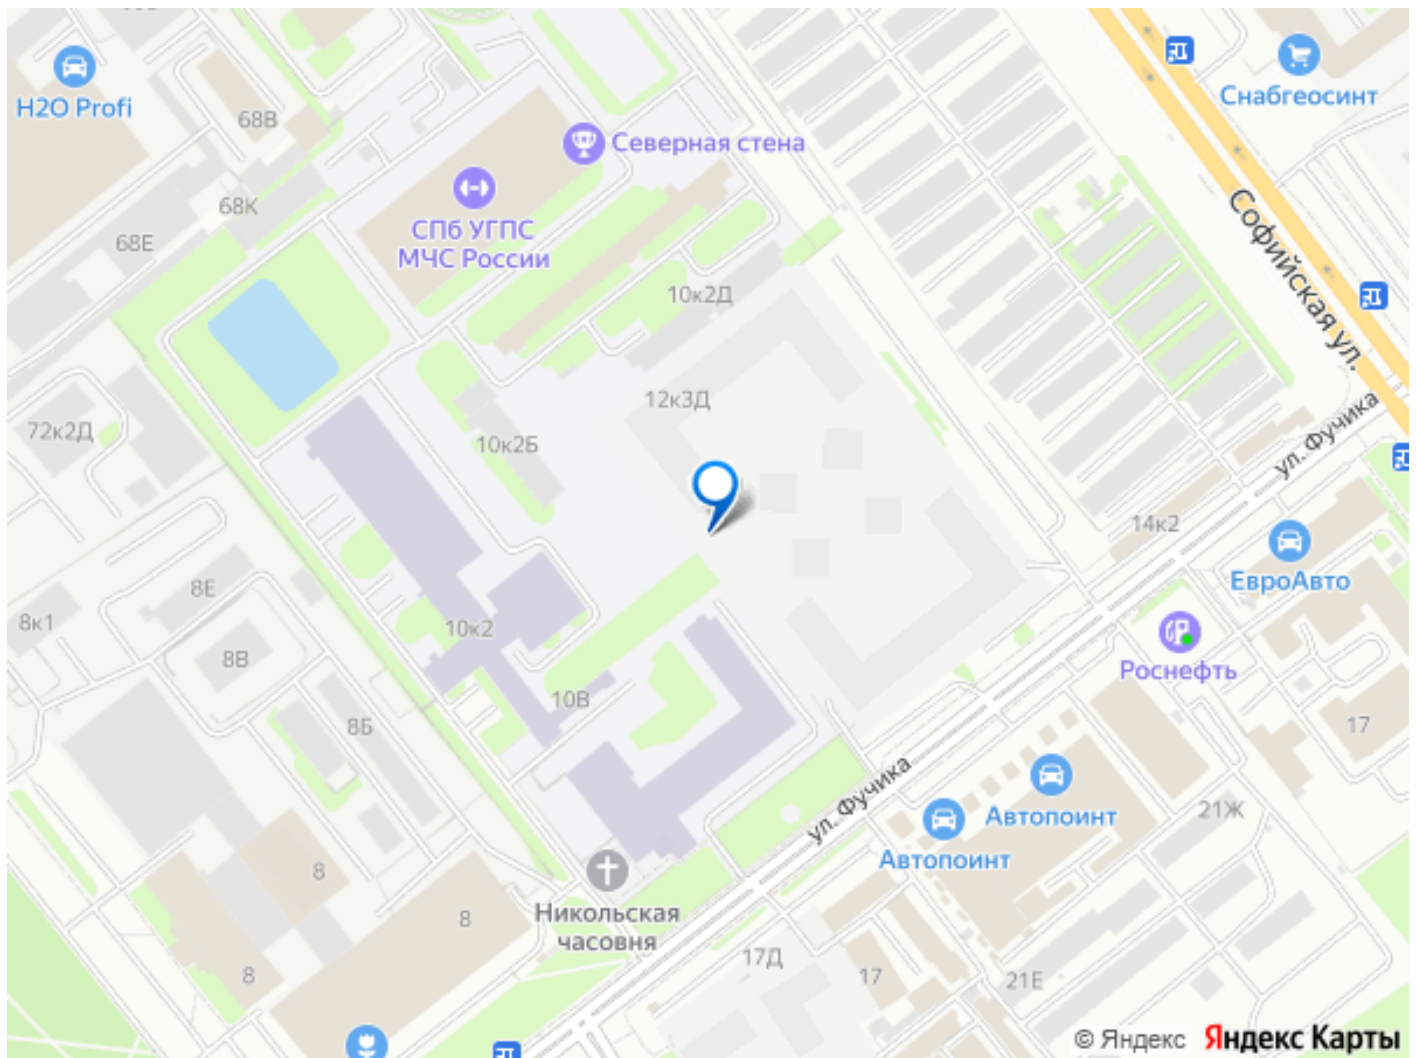 H2O Profi
68В
Снабгеосинт
Северная стена
68К
СПб УГПС
МЧС России
68Е
Софийская ул.
10к2Д
12к3Д
72к2Д
10к2Б
ул. Фучика
14к2
ЕвроАвто
8Е
8к1
10к2
8В
Роснефть
10В
8Б
17
ул. Фучика
Автопоинт
21Ж
Автопоинт
8
Никольская
часовня
8
17Д
8
17
21Е
© Яндекс Яндекс Карты